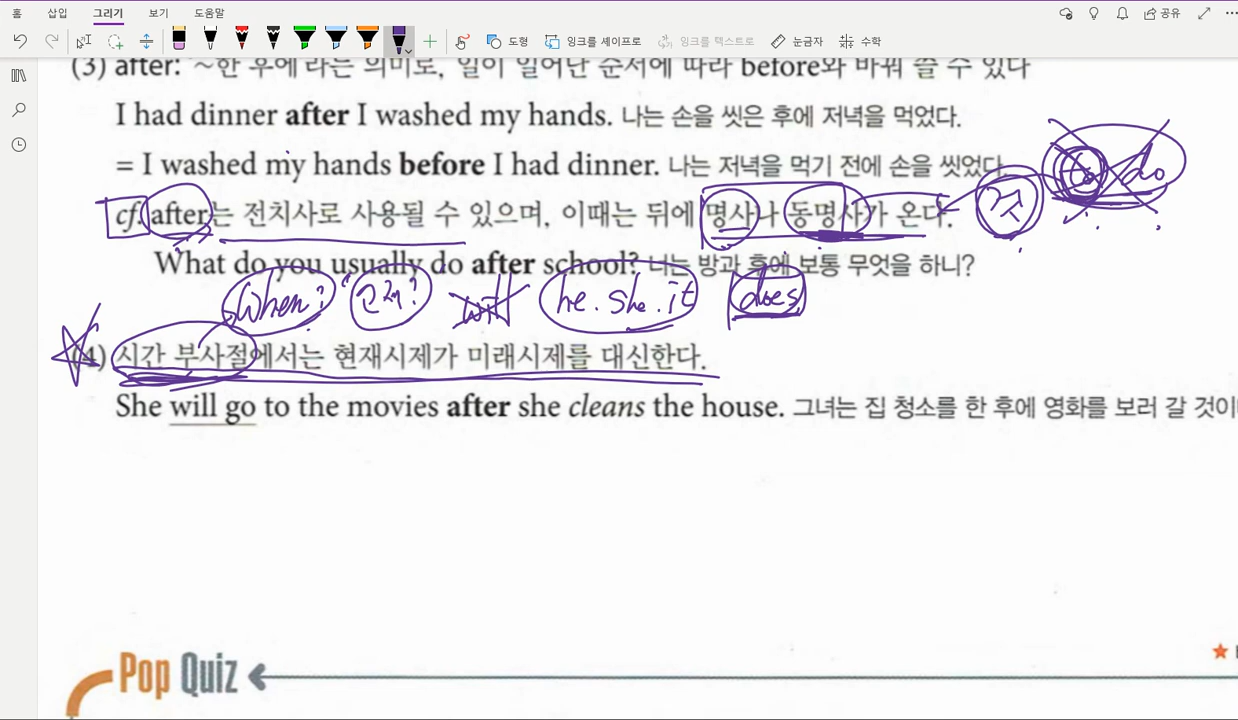 홈 삽입 그리기 보기 도움말 공유
도형 잉크를 셰이프로 잉크를 텍스트로 눈금자 수학
(3) after: ~한 후에 라는 의미로, 일이 일어난 순서에 따라 before와 바꿔 쓸 수 있다
I had dinner after I washed my hands. 나는 손을 씻은 후에 저녁을 먹었다.
= I washed my hands before I had dinner. 나는 저녁을 먹기 전에 손을 씻었다.
to do
cf. after는 전치사로 사용될 수 있으며, 이때는 뒤에 명사나 동명사가 온다.
What do you usually do after school? 너는 방과 후에 보통 무엇을 하니?
When? will he. she. it does
(4) 시간 부사절에서는 현재시제가 미래시제를 대신한다.
She will go to the movies after she cleans the house. 그녀는 집 청소를 한 후에 영화를 보러 갈 것이
Pop Quiz